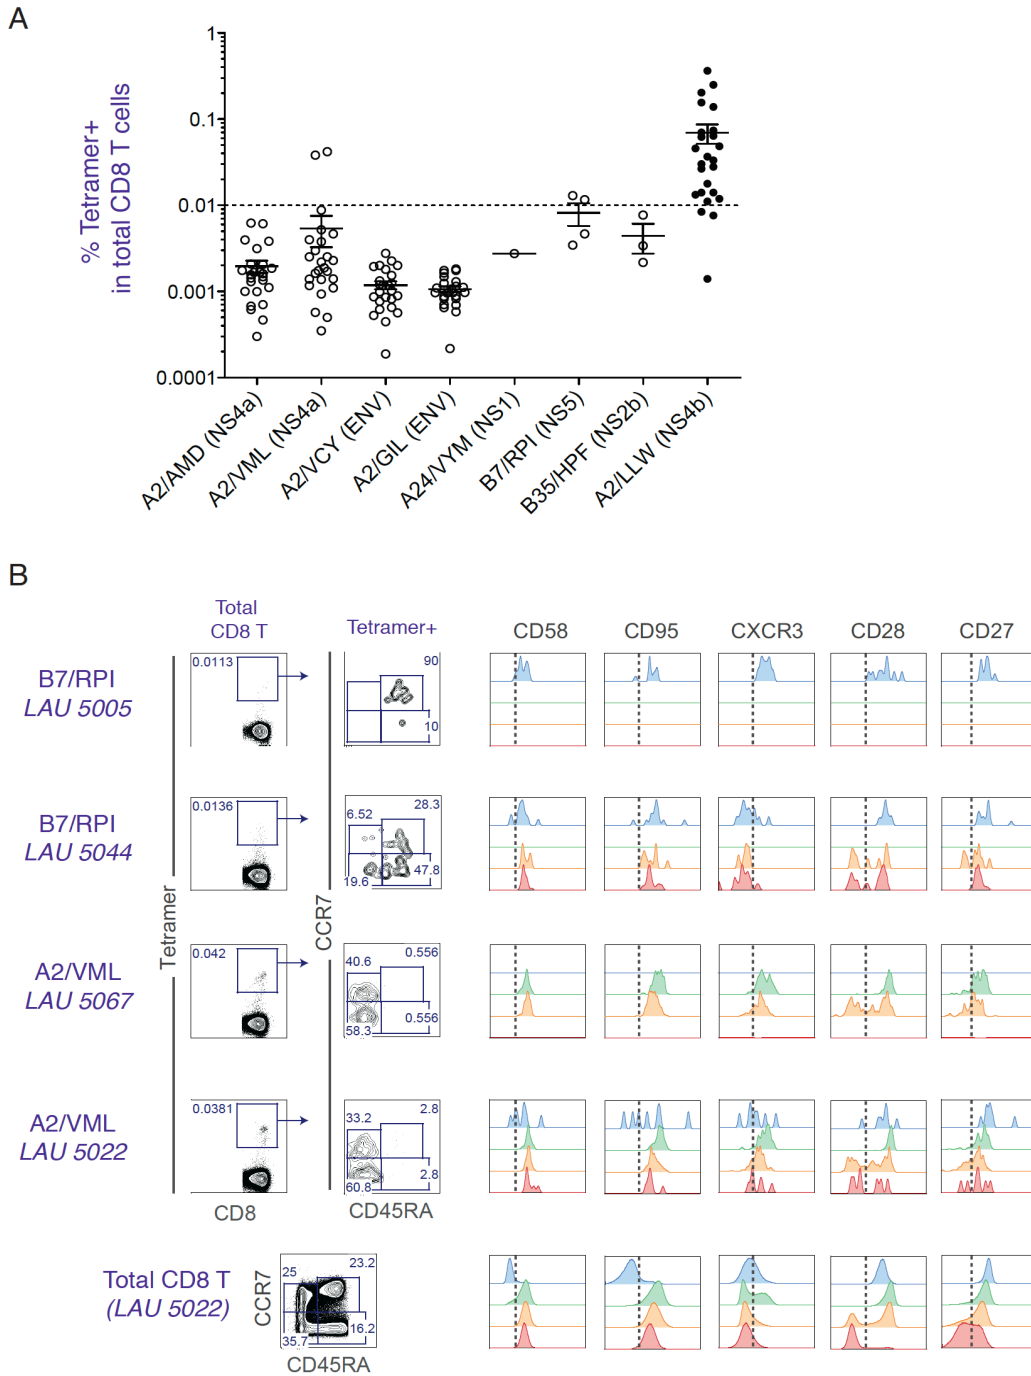 A
% Tetramer+
in total CD8 T cells
1
0.1
0.01
0.001
0.0001
A2/AMD (NS4a)
A2/VML (NS4a)
A2/VCY (ENV)
A2/GIL (ENV)
A24/VYM (NS1)
B7/RPI (NS5)
B35/HPF (NS2b)
A2/LLW (NS4b)
B
Total
CD8 T
Tetramer+
CD58
CD95
CXCR3
CD28
CD27
B7/RPI
LAU 5005
0.0113
90
10
B7/RPI
LAU 5044
0.0136
6.52
28.3
19.6
47.8
Tetramer
CCR7
A2/VML
LAU 5067
0.042
40.6
0.556
58.3
0.556
A2/VML
LAU 5022
0.0381
33.2
2.8
60.8
2.8
CD8
CD45RA
Total CD8 T
(LAU 5022)
CCR7
25
23.2
35.7
16.2
CD45RA